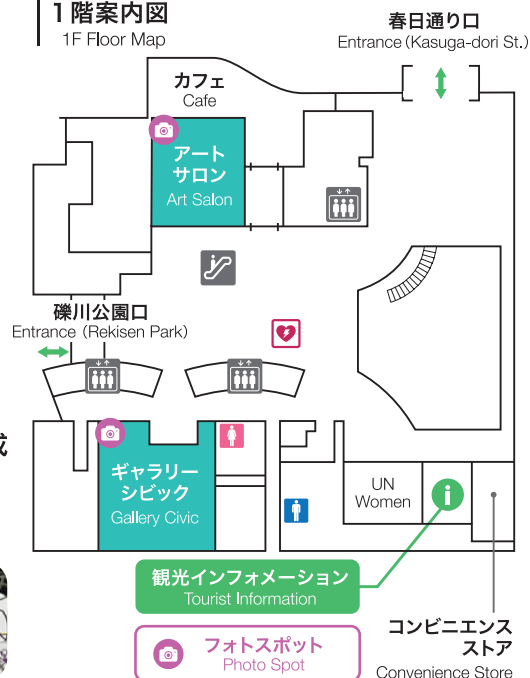 1階案内図
1F Floor Map
春日通り口
Entrance (Kasuga-dori St.)
カフェ
Cafe
アート
サロン
Art Salon
礫川公園口
Entrance (Rekisen Park)
ギャラリー
シビック
Gallery Civic
UN
Women
観光インフォメーション
Tourist Information
フォトスポット
Photo Spot
コンビニエンス
ストア
Convenience Store